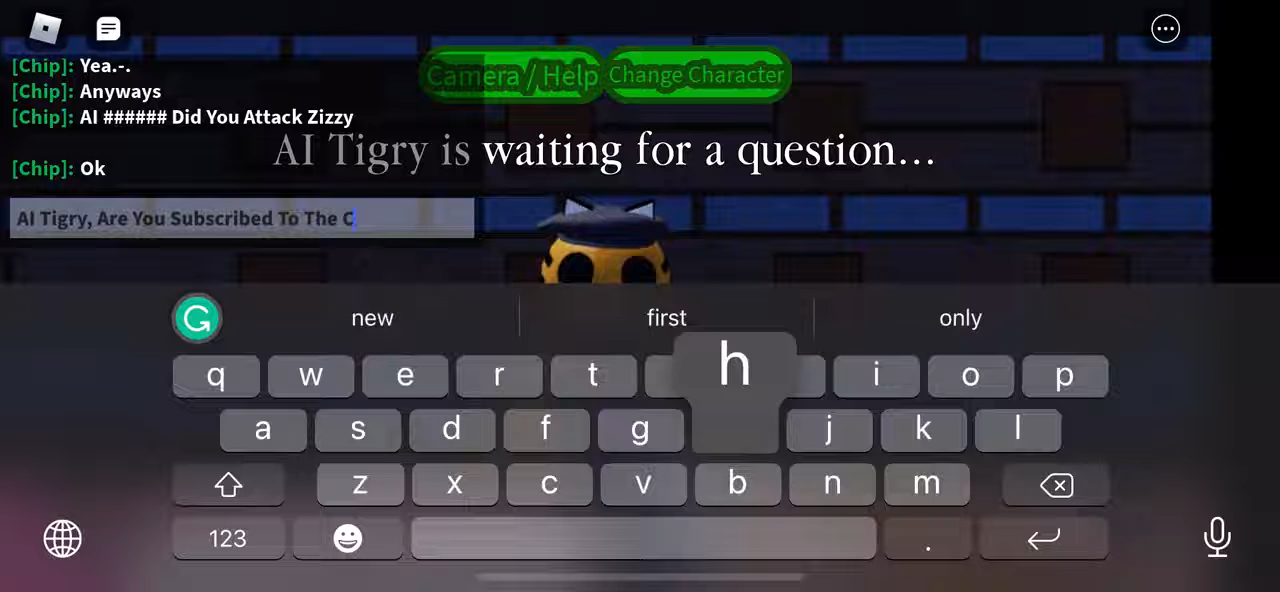 [Chip]: Yea.-.
[Chip]: Anyways
[Chip]: AI ###### Did You Attack Zizzy
[Chip]: Ok
Camera / Help
Change Character
AI Tigry is waiting for a question...
AI Tigry, Are You Subscribed To The C
new first only
q w e r t h i o p
a s d f g j k l
z x c v b n m
123 .